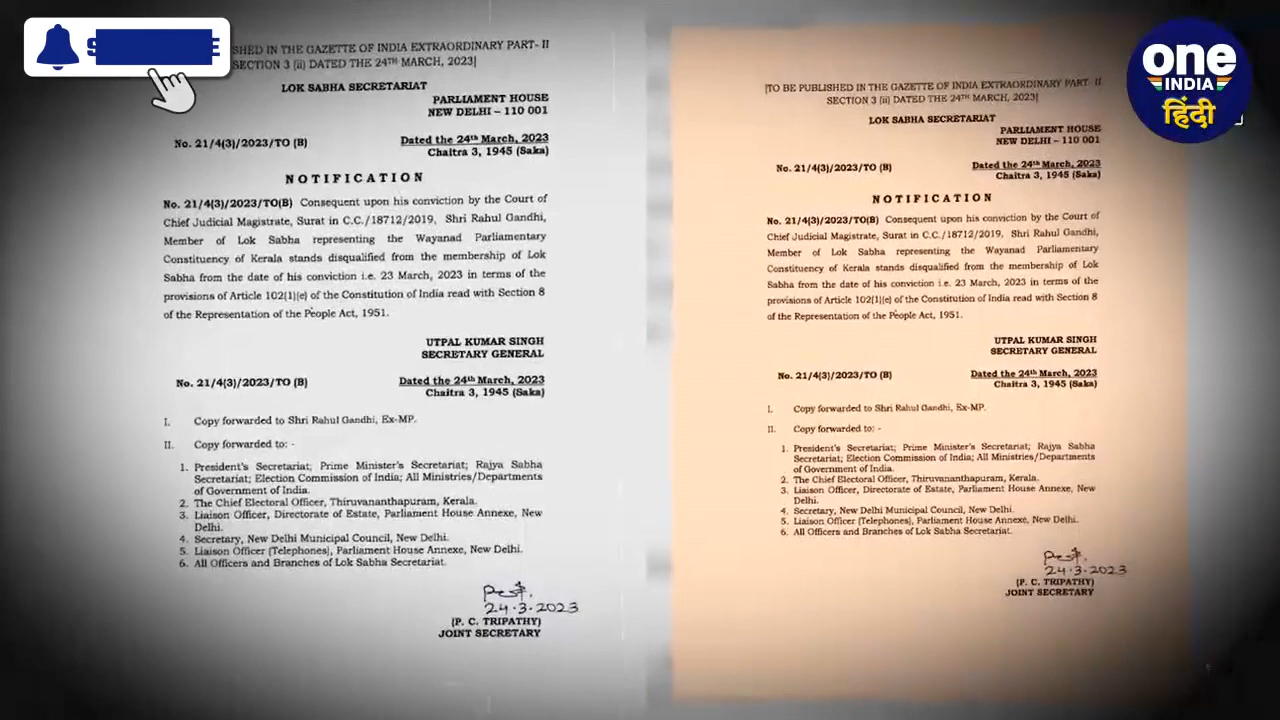 SHED IN THE GAZETTE OF INDIA EXTRAORDINARY PART- II
SECTION 3 (ii) DATED THE 24TH MARCH, 2023]
LOK SABHA SECRETARIAT
PARLIAMENT HOUSE
NEW DELHI – 110 001
No. 21/4(3)/2023/TO (B)
Dated the 24th March, 2023
Chaitra 3, 1945 (Saka)
NOTIFICATION
No. 21/4(3)/2023/TO(B) Consequent upon his conviction by the Court of
Chief Judicial Magistrate, Surat in C.C./18712/2019, Shri Rahul Gandhi,
Member of Lok Sabha representing the Wayanad Parliamentary
Constituency of Kerala stands disqualified from the membership of Lok
Sabha from the date of his conviction i.e. 23 March, 2023 in terms of the
provisions of Article 102(1)(e) of the Constitution of India read with Section 8
of the Representation of the People Act, 1951.
UTPAL KUMAR SINGH
SECRETARY GENERAL
No. 21/4(3)/2023/TO (B)
Dated the 24th March, 2023
Chaitra 3, 1945 (Saka)
I. Copy forwarded to Shri Rahul Gandhi, Ex-MP.
II. Copy forwarded to: -
1. President's Secretariat; Prime Minister's Secretariat; Rajya Sabha
Secretariat; Election Commission of India; All Ministries/Departments
of Government of India.
2. The Chief Electoral Officer, Thiruvananthapuram, Kerala.
3. Liaison Officer, Directorate of Estate, Parliament House Annexe, New
Delhi.
4. Secretary, New Delhi Municipal Council, New Delhi.
5. Liaison Officer (Telephones), Parliament House Annexe, New Delhi.
6. All Officers and Branches of Lok Sabha Secretariat.
24·3·2023
(P. C. TRIPATHY)
JOINT SECRETARY
[TO BE PUBLISHED IN THE GAZETTE OF INDIA EXTRAORDINARY PART- II
SECTION 3 (ii) DATED THE 24TH MARCH, 2023]
LOK SABHA SECRETARIAT
PARLIAMENT HOUSE
NEW DELHI – 110 001
No. 21/4(3)/2023/TO (B)
Dated the 24th March, 2023
Chaitra 3, 1945 (Saka)
NOTIFICATION
No. 21/4(3)/2023/TO(B) Consequent upon his conviction by the Court of
Chief Judicial Magistrate, Surat in C.C./18712/2019, Shri Rahul Gandhi,
Member of Lok Sabha representing the Wayanad Parliamentary
Constituency of Kerala stands disqualified from the membership of Lok
Sabha from the date of his conviction i.e. 23 March, 2023 in terms of the
provisions of Article 102(1)(e) of the Constitution of India read with Section 8
of the Representation of the People Act, 1951.
UTPAL KUMAR SINGH
SECRETARY GENERAL
No. 21/4(3)/2023/TO (B)
Dated the 24th March, 2023
Chaitra 3, 1945 (Saka)
I. Copy forwarded to Shri Rahul Gandhi, Ex-MP.
II. Copy forwarded to: -
1. President's Secretariat; Prime Minister's Secretariat; Rajya Sabha
Secretariat; Election Commission of India; All Ministries/Departments
of Government of India.
2. The Chief Electoral Officer, Thiruvananthapuram, Kerala.
3. Liaison Officer, Directorate of Estate, Parliament House Annexe, New
Delhi.
4. Secretary, New Delhi Municipal Council, New Delhi.
5. Liaison Officer (Telephones), Parliament House Annexe, New Delhi.
6. All Officers and Branches of Lok Sabha Secretariat.
24·3·2023
(P. C. TRIPATHY)
JOINT SECRETARY
one
INDIA
हिंदी